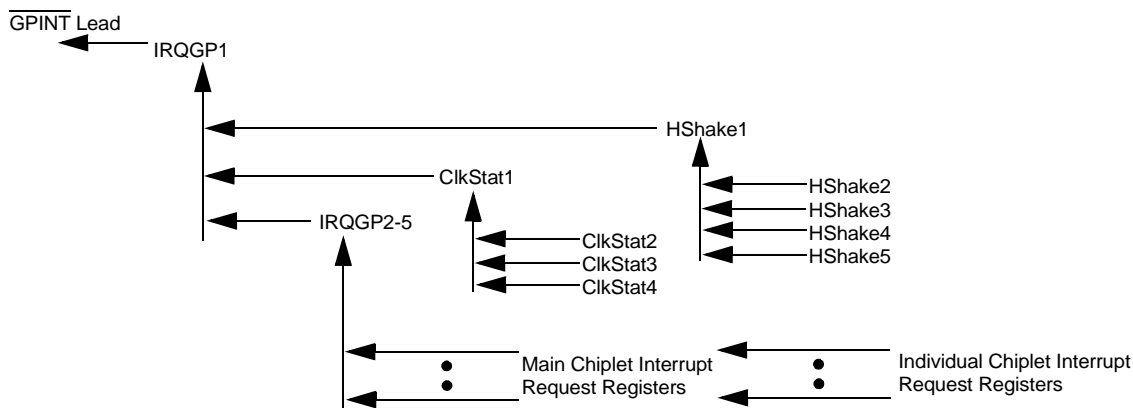 GPINT Lead
IRQGP1
HShake1
ClkStat1
HShake2
HShake3
IRQGP2-5
HShake4
ClkStat2
HShake5
ClkStat3
ClkStat4
Main Chiplet Interrupt
Request Registers
Individual Chiplet Interrupt
Request Registers